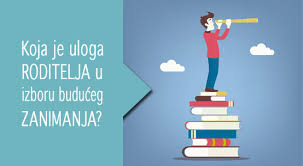 Koja je uloga
RODITELJA u
izboru budućeg
ZANIMANJA?